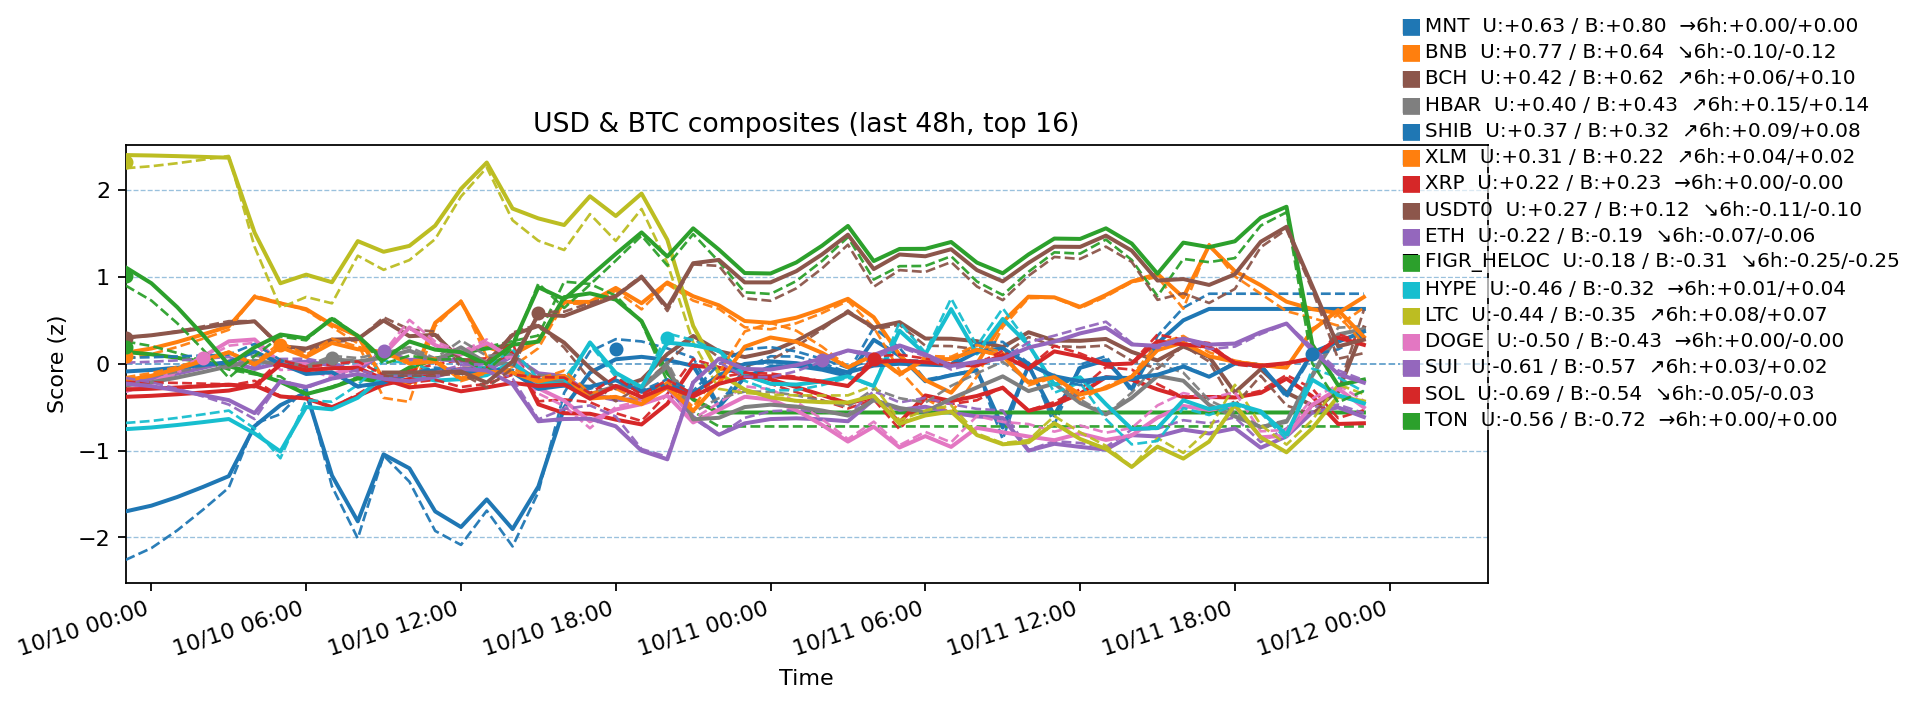 MNT U:+0.63 / B:+0.80 →6h:+0.00/+0.00
BNB U:+0.77 / B:+0.64 ↘6h:-0.10/-0.12
BCH U:+0.42 / B:+0.62 ↗6h:+0.06/+0.10
HBAR U:+0.40 / B:+0.43 ↗6h:+0.15/+0.14
SHIB U:+0.37 / B:+0.32 ↗6h:+0.09/+0.08
XLM U:+0.31 / B:+0.22 ↗6h:+0.04/+0.02
XRP U:+0.22 / B:+0.23 →6h:+0.00/-0.00
USDT0 U:+0.27 / B:+0.12 ↘6h:-0.11/-0.10
ETH U:-0.22 / B:-0.19 ↘6h:-0.07/-0.06
FIGR_HELOC U:-0.18 / B:-0.31 ↘6h:-0.25/-0.25
HYPE U:-0.46 / B:-0.32 →6h:+0.01/+0.04
LTC U:-0.44 / B:-0.35 ↗6h:+0.08/+0.07
DOGE U:-0.50 / B:-0.43 →6h:+0.00/-0.00
SUI U:-0.61 / B:-0.57 ↗6h:+0.03/+0.02
SOL U:-0.69 / B:-0.54 ↘6h:-0.05/-0.03
TON U:-0.56 / B:-0.72 →6h:+0.00/+0.00
USD & BTC composites (last 48h, top 16)
Score (z)
2
1
0
−1
−2
10/10 00:00
10/10 06:00
10/10 12:00
10/10 18:00
10/11 00:00
10/11 06:00
10/11 12:00
10/11 18:00
10/12 00:00
Time